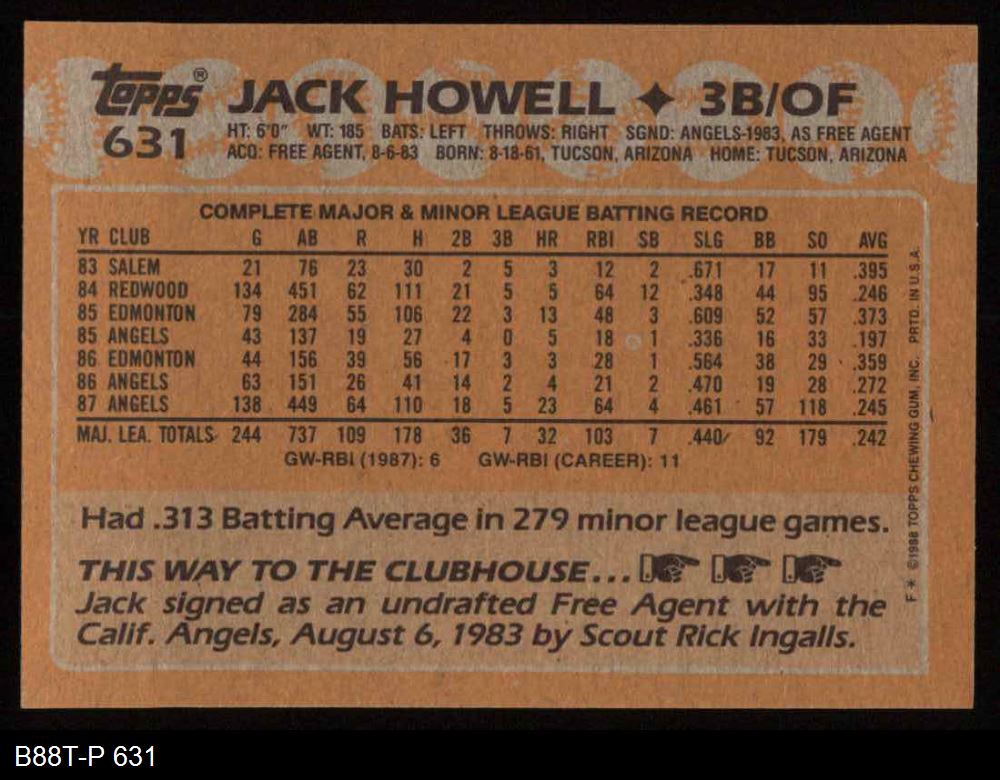 Topps® JACK HOWELL ✦ 3B/OF
631 HT: 6'0" WT: 185 BATS: LEFT THROWS: RIGHT SGND: ANGELS-1983, AS FREE AGENT
ACQ: FREE AGENT, 8-6-83 BORN: 8-18-61, TUCSON, ARIZONA HOME: TUCSON, ARIZONA
COMPLETE MAJOR & MINOR LEAGUE BATTING RECORD
YR CLUB G AB R H 2B 3B HR RBI SB SLG BB SO AVG
83 SALEM 21 76 23 30 2 5 3 12 2 .671 17 11 .395
84 REDWOOD 134 451 62 111 21 5 5 64 12 .348 44 95 .246
85 EDMONTON 79 284 55 106 22 3 13 48 3 .609 52 57 .373
85 ANGELS 43 137 19 27 4 0 5 18 1 .336 16 33 .197
86 EDMONTON 44 156 39 56 17 3 3 28 1 .564 38 29 .359
86 ANGELS 63 151 26 41 14 2 4 21 2 .470 19 28 .272
87 ANGELS 138 449 64 110 18 5 23 64 4 .461 57 118 .245
MAJ. LEA. TOTALS 244 737 109 178 36 7 32 103 7 .440 92 179 .242
GW-RBI (1987): 6 GW-RBI (CAREER): 11
Had .313 Batting Average in 279 minor league games.
THIS WAY TO THE CLUBHOUSE...
Jack signed as an undrafted Free Agent with the
Calif. Angels, August 6, 1983 by Scout Rick Ingalls.
F * ©1988 TOPPS CHEWING GUM, INC. PRTD. IN U.S.A.
B88T-P 631